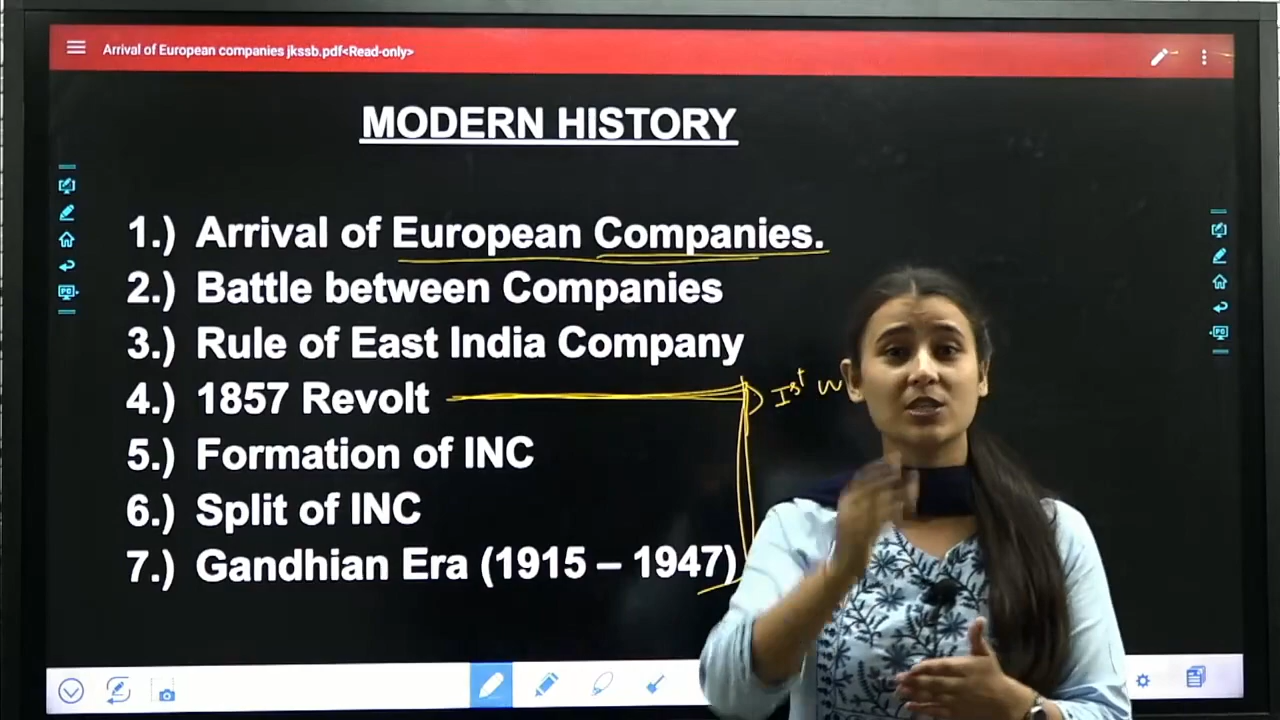 Arrival of European companies jkssb.pdf<Read-only>
MODERN HISTORY
1.) Arrival of European Companies.
2.) Battle between Companies
3.) Rule of East India Company
4.) 1857 Revolt
Ist W
5.) Formation of INC
6.) Split of INC
7.) Gandhian Era (1915 – 1947)